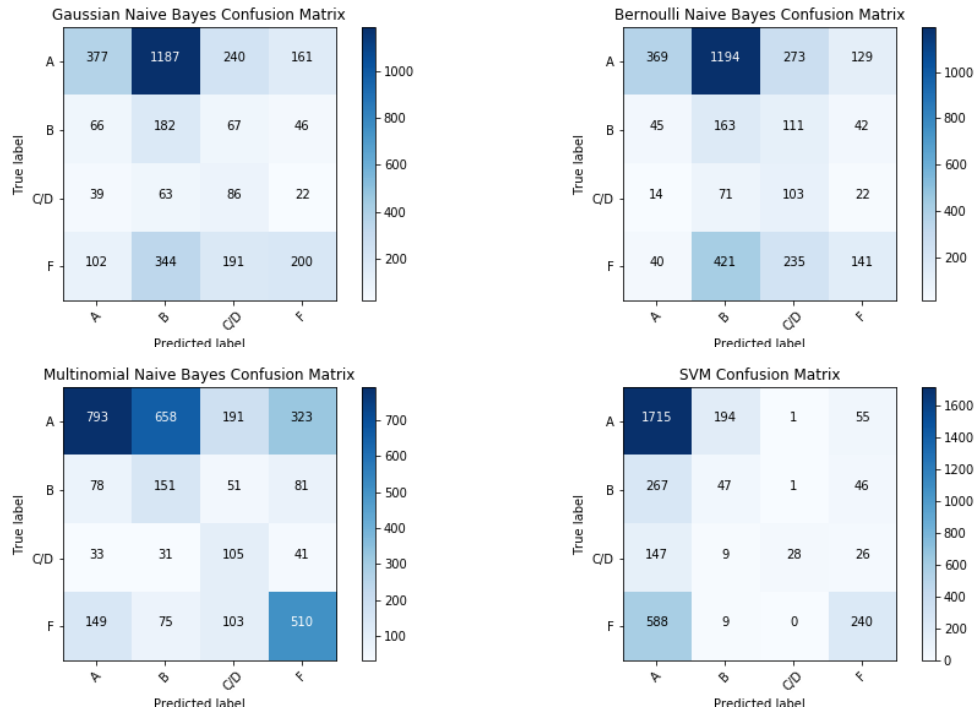 Gaussian Naive Bayes Confusion Matrix
A 377 1187 240 161
B 66 182 67 46
C/D 39 63 86 22
F 102 344 191 200
True label
A B C/D F
Predicted label
1000
800
600
400
200
Bernoulli Naive Bayes Confusion Matrix
A 369 1194 273 129
B 45 163 111 42
C/D 14 71 103 22
F 40 421 235 141
True label
A B C/D F
Predicted label
1000
800
600
400
200
Multinomial Naive Bayes Confusion Matrix
A 793 658 191 323
B 78 151 51 81
C/D 33 31 105 41
F 149 75 103 510
True label
A B C/D F
Predicted label
700
600
500
400
300
200
100
SVM Confusion Matrix
A 1715 194 1 55
B 267 47 1 46
C/D 147 9 28 26
F 588 9 0 240
True label
A B C/D F
Predicted label
1600
1400
1200
1000
800
600
400
200
0